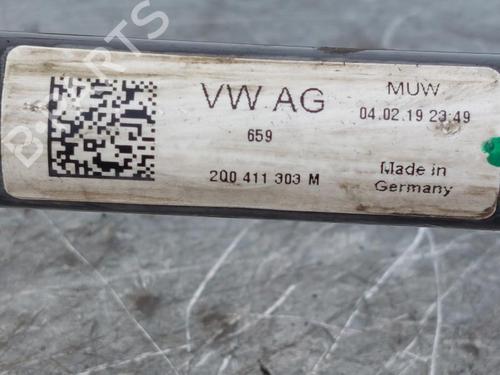 VW AG
659
2Q0 411 303 M
MUW
04.02.19 23:49
Made in
Germany